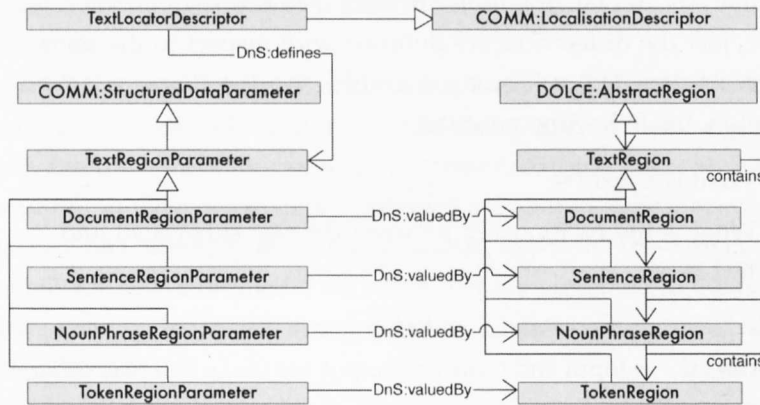 TextLocatorDescriptor COMM:LocalisationDescriptor
DnS:defines
COMM:StructuredDataParameter DOLCE:AbstractRegion
TextRegionParameter TextRegion
contains
DocumentRegionParameter DnS:valuedBy DocumentRegion
SentenceRegionParameter DnS:valuedBy SentenceRegion
NounPhraseRegionParameter DnS:valuedBy NounPhraseRegion
contains
TokenRegionParameter DnS:valuedBy TokenRegion